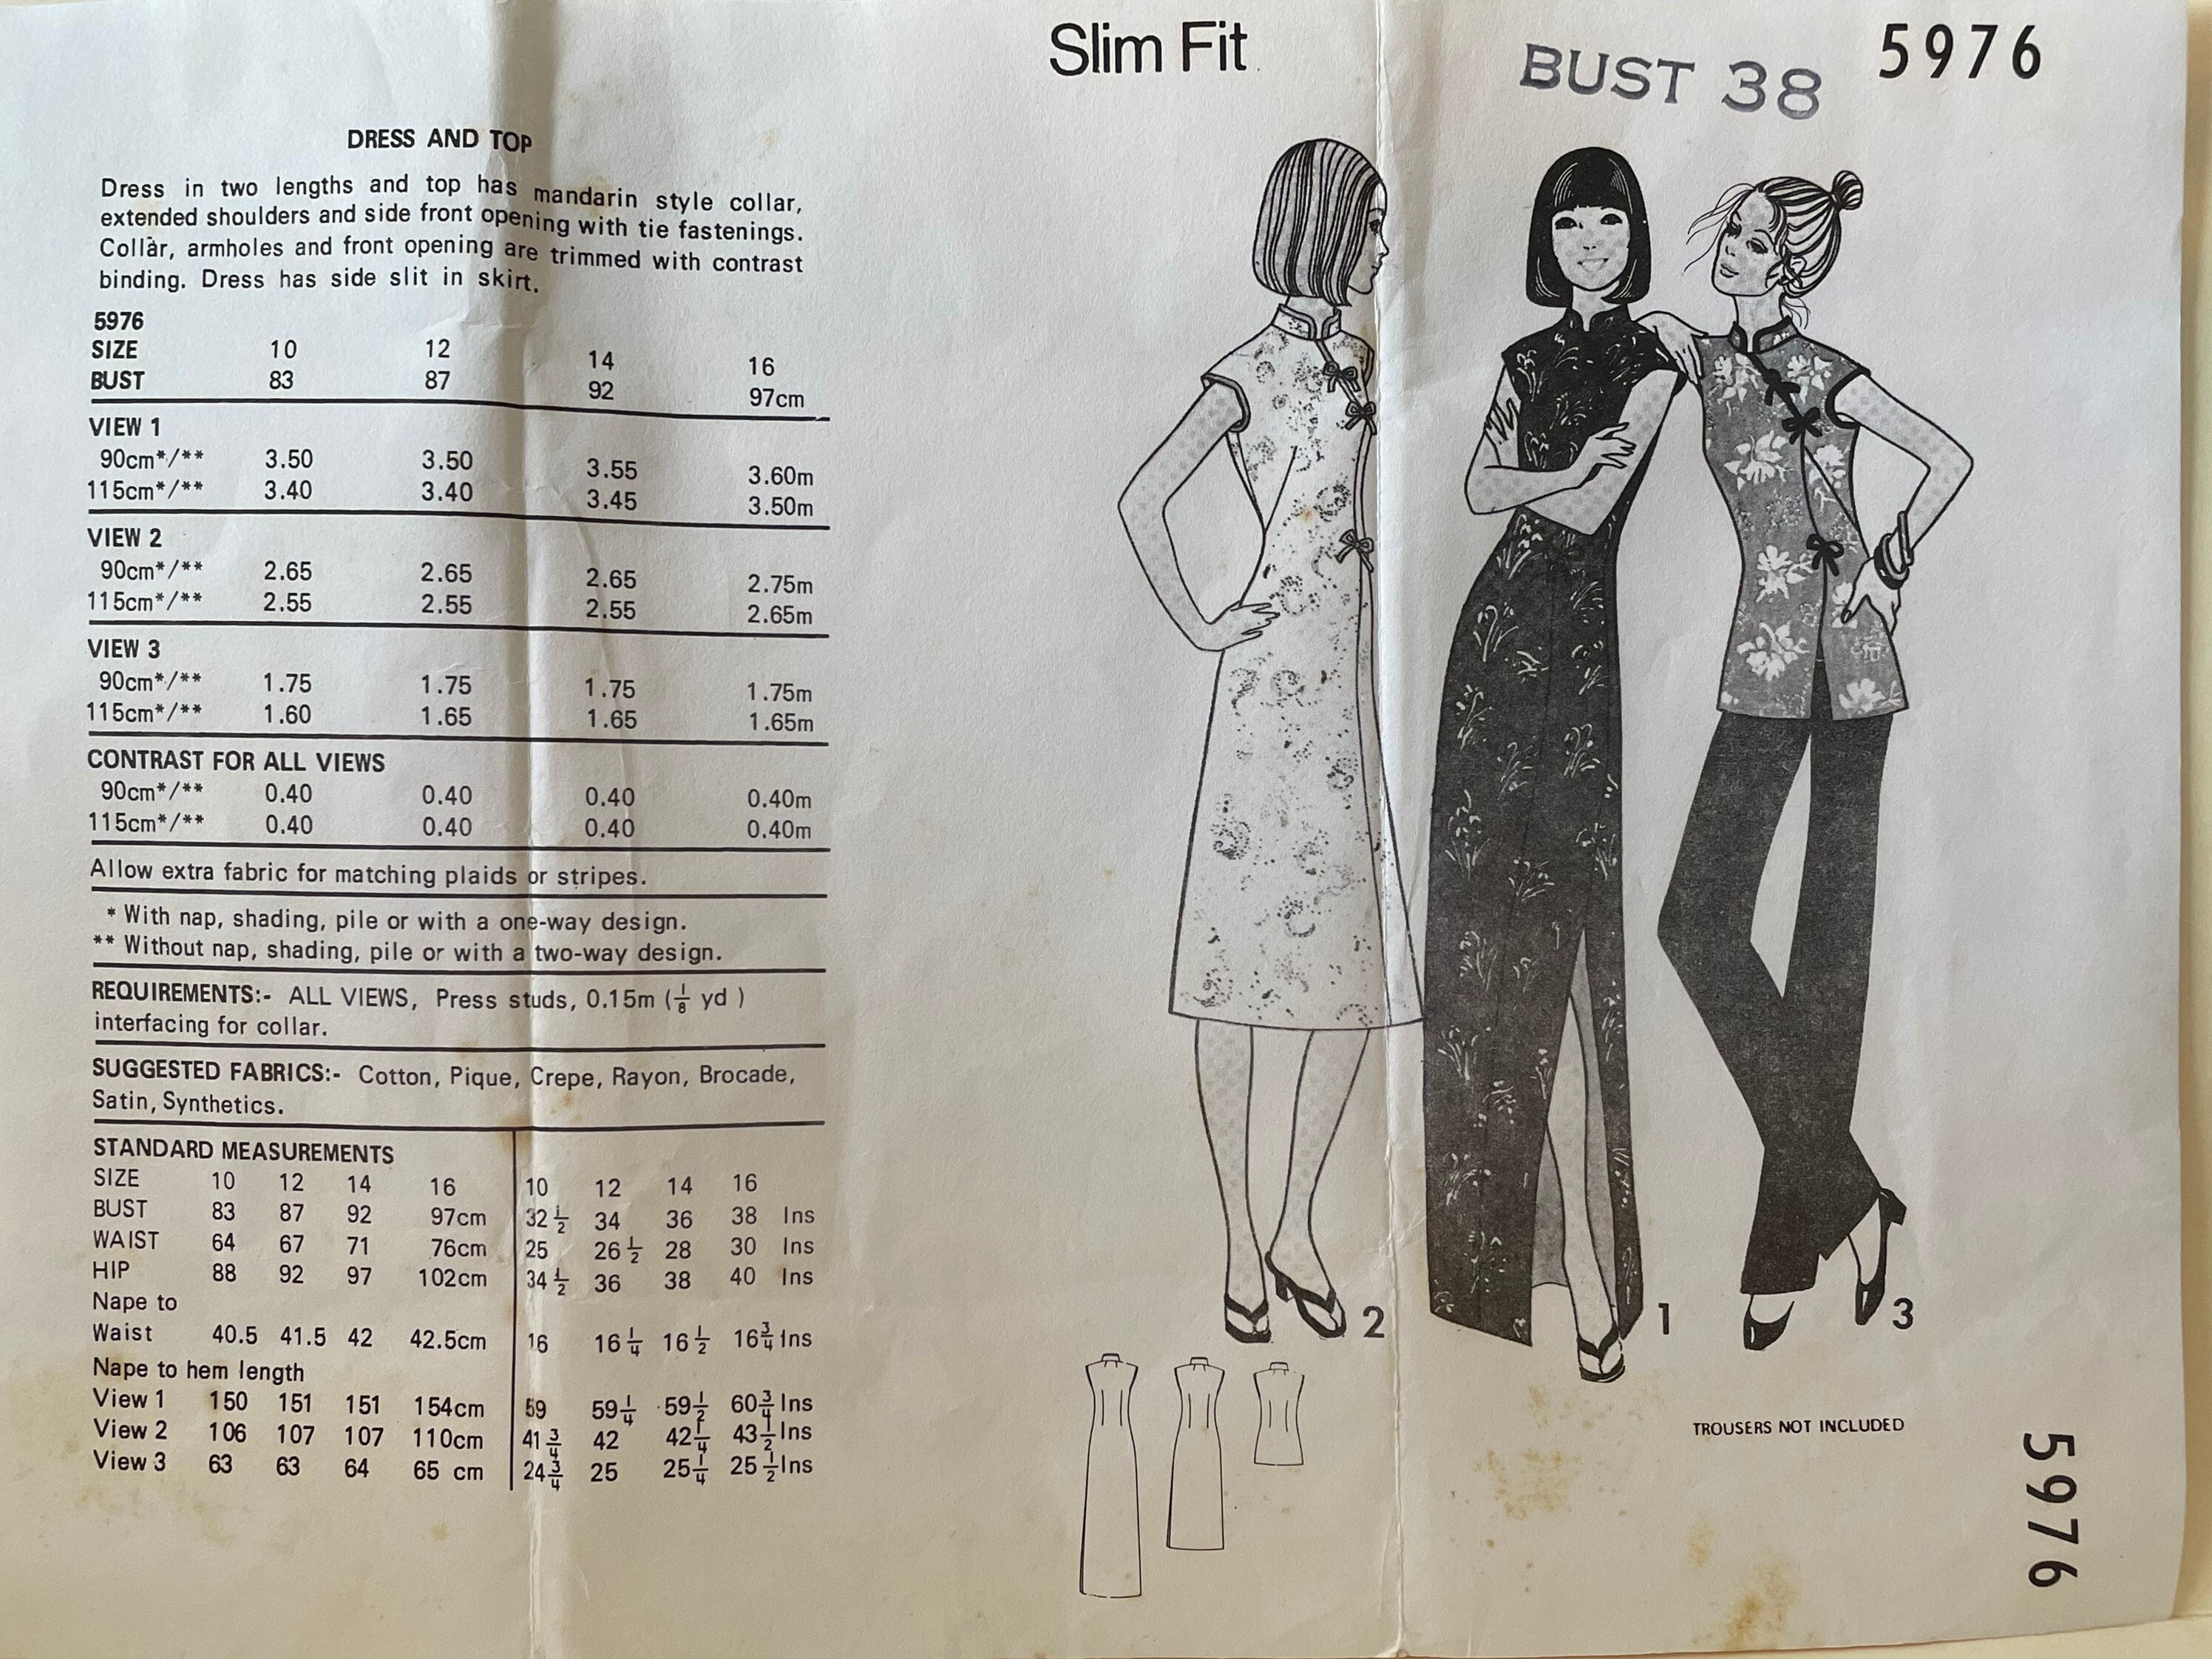 Slim Fit
BUST 38
5976
DRESS AND TOP
Dress in two lengths and top has mandarin style collar,
extended shoulders and side front opening with tie fastenings.
Collar, armholes and front opening are trimmed with contrast
binding. Dress has side slit in skirt.
5976
SIZE 10 12 14 16
BUST 83 87 92 97cm
VIEW 1
90cm*/** 3.50 3.50 3.55 3.60m
115cm*/** 3.40 3.40 3.45 3.50m
VIEW 2
90cm*/** 2.65 2.65 2.65 2.75m
115cm*/** 2.55 2.55 2.55 2.65m
VIEW 3
90cm*/** 1.75 1.75 1.75 1.75m
115cm*/** 1.60 1.65 1.65 1.65m
CONTRAST FOR ALL VIEWS
90cm*/** 0.40 0.40 0.40 0.40m
115cm*/** 0.40 0.40 0.40 0.40m
Allow extra fabric for matching plaids or stripes.
* With nap, shading, pile or with a one-way design.
** Without nap, shading, pile or with a two-way design.
REQUIREMENTS:- ALL VIEWS, Press studs, 0.15m (1/8 yd )
interfacing for collar.
SUGGESTED FABRICS:- Cotton, Pique, Crepe, Rayon, Brocade,
Satin, Synthetics.
STANDARD MEASUREMENTS
SIZE 10 12 14 16 10 12 14 16
BUST 83 87 92 97cm 32 1/2 34 36 38 Ins
WAIST 64 67 71 76cm 25 26 1/2 28 30 Ins
HIP 88 92 97 102cm 34 1/2 36 38 40 Ins
Nape to
Waist 40.5 41.5 42 42.5cm 16 16 1/4 16 1/2 16 3/4 Ins
Nape to hem length
View 1 150 151 151 154cm 59 59 1/4 59 1/2 60 3/4 Ins
View 2 106 107 107 110cm 41 3/4 42 42 1/4 43 1/2 Ins
View 3 63 63 64 65 cm 24 3/4 25 25 1/4 25 1/2 Ins
2
1
3
TROUSERS NOT INCLUDED
5976